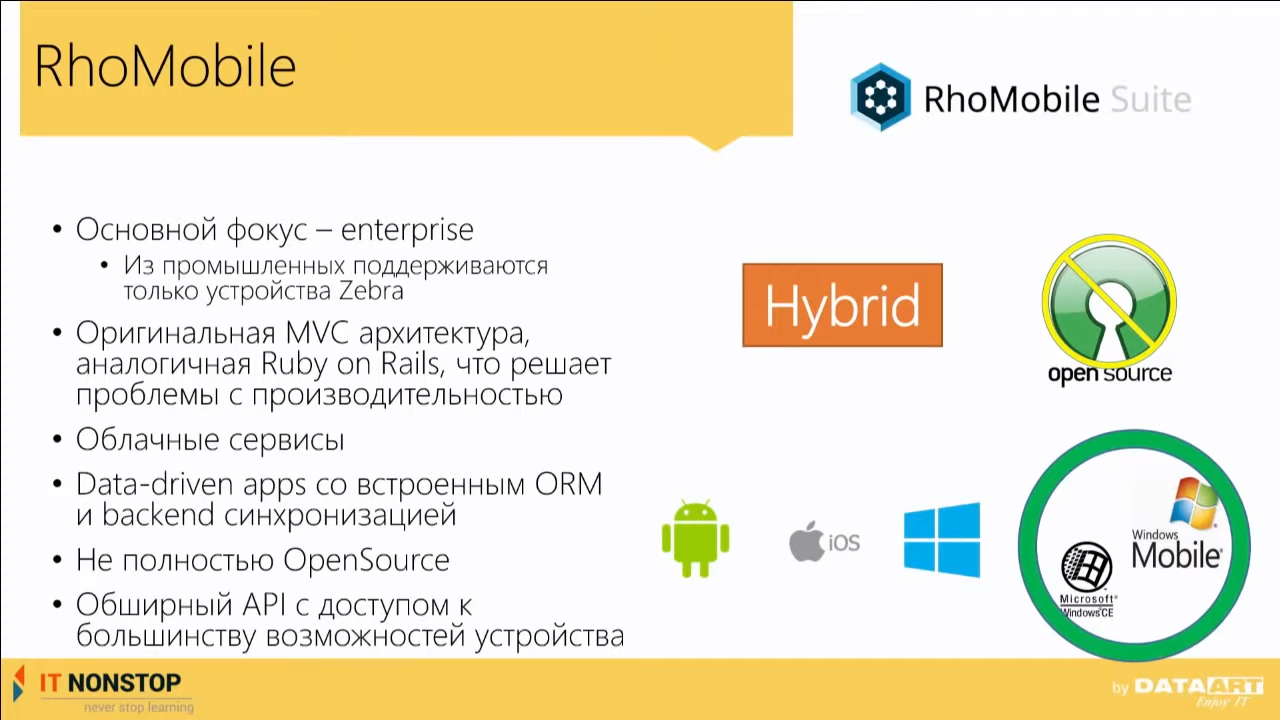 RhoMobile
RhoMobile Suite
• Основной фокус – enterprise
• Из промышленных поддерживаются
только устройства Zebra
• Оригинальная MVC архитектура,
аналогичная Ruby on Rails, что решает
проблемы с производительностью
• Облачные сервисы
• Data-driven apps со встроенным ORM
и backend синхронизацией
• Не полностью OpenSource
• Обширный API с доступом к
большинству возможностей устройства
Hybrid
open source
iOS
Windows
Mobile®
Microsoft®
Windows CE
IT NONSTOP
never stop learning
by DATAART
Enjoy IT